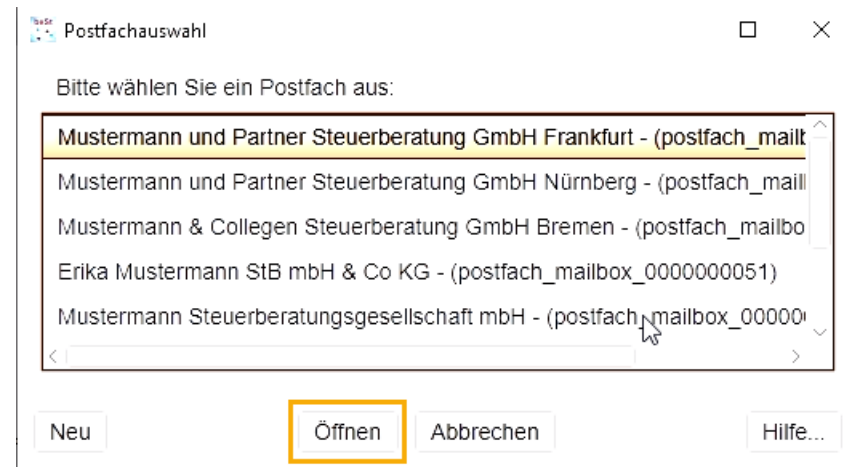 beSt
Postfachauswahl
Bitte wählen Sie ein Postfach aus:
Mustermann und Partner Steuerberatung GmbH Frankfurt - (postfach_mailb
Mustermann und Partner Steuerberatung GmbH Nürnberg - (postfach_mail
Mustermann & Collegen Steuerberatung GmbH Bremen - (postfach_mailbo
Erika Mustermann StB mbH & Co KG - (postfach_mailbox_0000000051)
Mustermann Steuerberatungsgesellschaft mbH - (postfach_mailbox_00000
Neu Öffnen Abbrechen Hilfe...